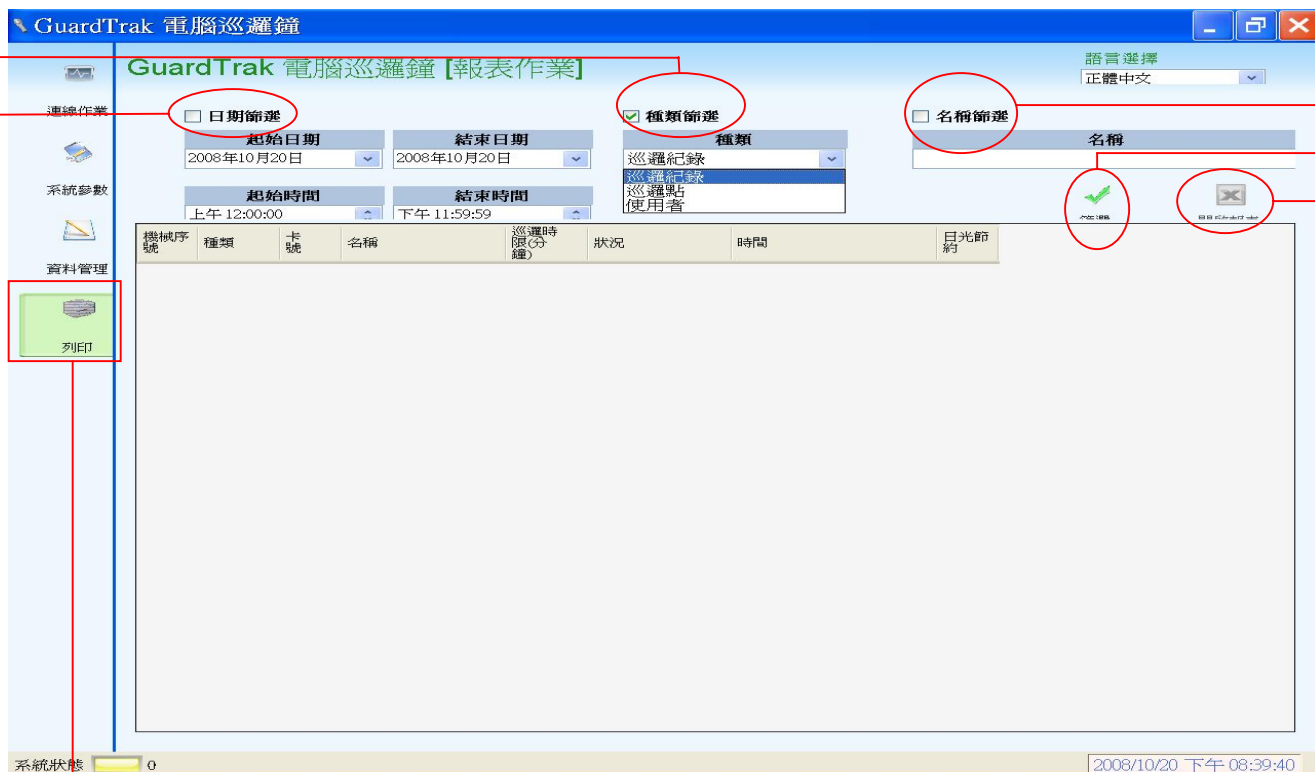 GuardTrak 電腦巡邏鐘
GuardTrak 電腦巡邏鐘 [報表作業]
語言選擇
正體中文
連線作業
系統參數
資料管理
列印
日期篩選
種類篩選
名稱篩選
起始日期
結束日期
種類
名稱
2008年10月20日
2008年10月20日
巡邏紀錄
巡邏紀錄
巡邏點
使用者
起始時間
結束時間
上午 12:00:00
下午 11:59:59
機械序號
種類
卡號
名稱
巡邏時限(分鐘)
狀況
時間
日光節約
系統狀態
0
2008/10/20 下午 08:39:40